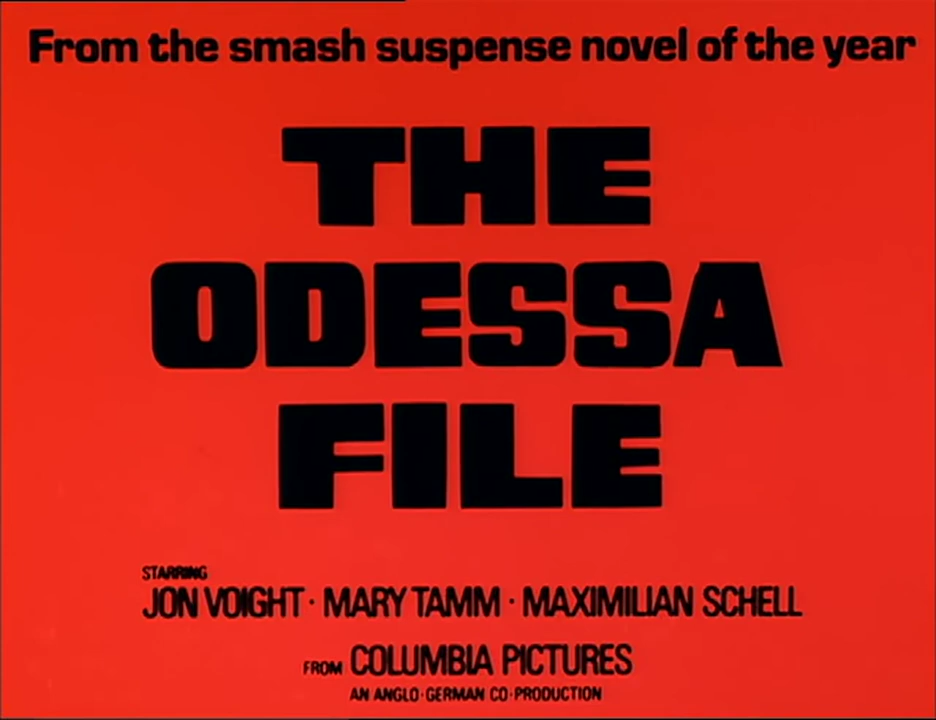 From the smash suspense novel of the year
THE
ODESSA
FILE
STARRING
JON VOIGHT · MARY TAMM · MAXIMILIAN SCHELL
FROM COLUMBIA PICTURES
AN ANGLO·GERMAN CO·PRODUCTION